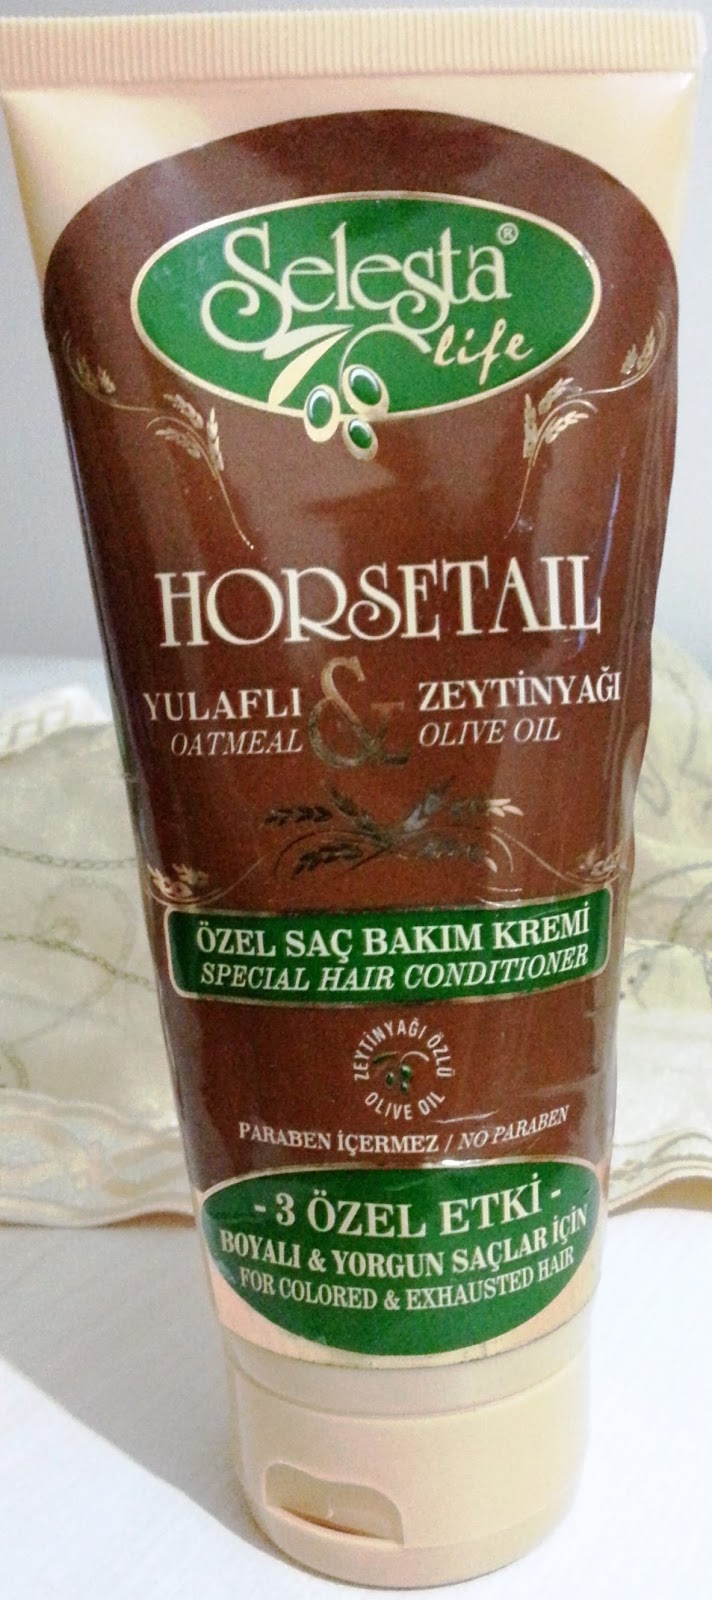 Selesta®
life
HORSETAIL
YULAFLI & ZEYTİNYAĞI
OATMEAL OLIVE OIL
ÖZEL SAÇ BAKIM KREMİ
SPECIAL HAIR CONDITIONER
ZEYTİNYAĞI ÖZLÜ
OLIVE OIL
PARABEN İÇERMEZ / NO PARABEN
- 3 ÖZEL ETKİ -
BOYALI & YORGUN SAÇLAR İÇİN
FOR COLORED & EXHAUSTED HAIR